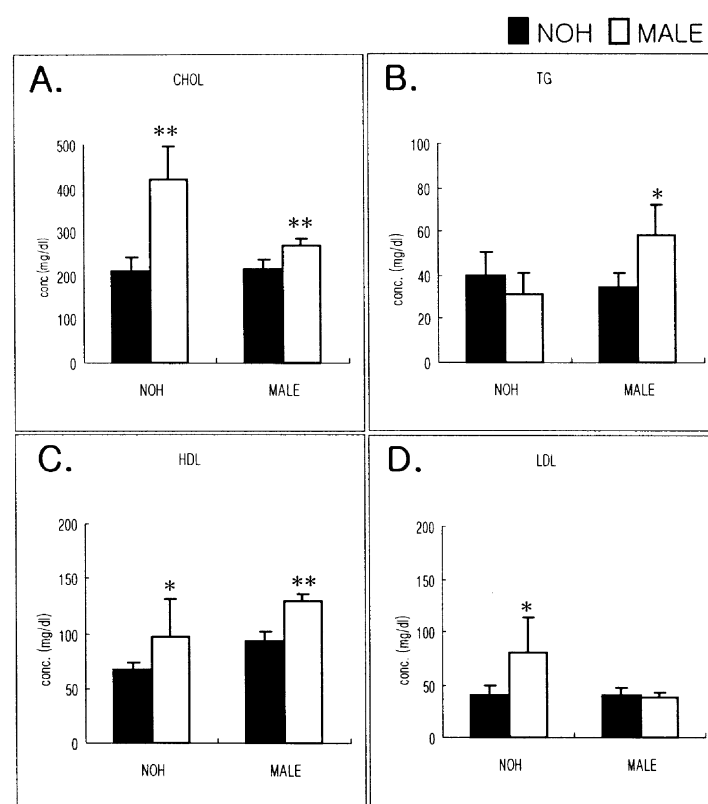 NOH MALE
A. CHOL
**
**
500
400
300
200
100
0
conc (mg/dl)
NOH MALE
B. TG
*
100
80
60
40
20
0
conc. (mg/dl)
NOH MALE
C. HDL
*
**
200
150
100
50
0
conc. (mg/dl)
NOH MALE
D. LDL
*
200
150
100
50
0
conc. (mg/dl)
NOH MALE